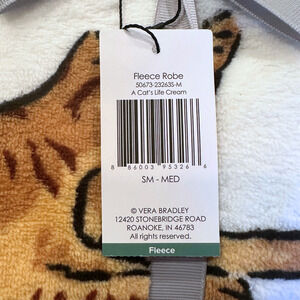 Fleece Robe
50673-23263S-M
A Cat's Life Cream
8 86003 95326 6
SM - MED
© VERA BRADLEY
12420 STONEBRIDGE ROAD
ROANOKE, IN 46783
All rights reserved.
Fleece